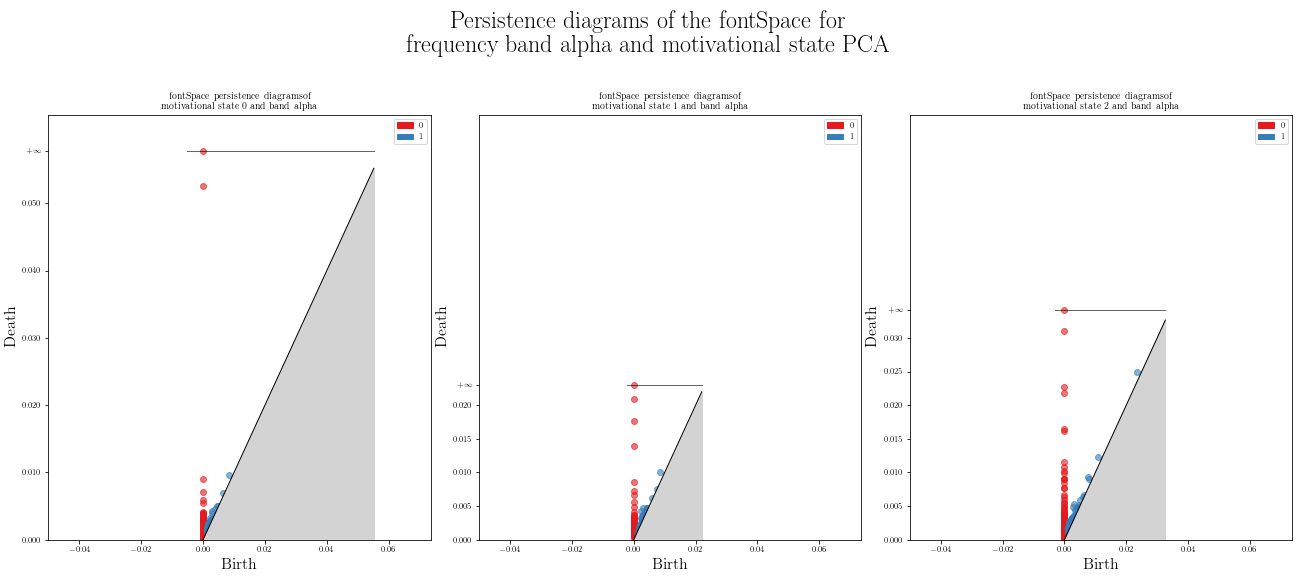 Persistence diagrams of the fontSpace for
frequency band alpha and motivational state PCA
fontSpace persistence diagramsof
motivational state 0 and band alpha
0
1
+∞
0.050
0.040
0.030
0.020
0.010
0.000
Death
−0.04 −0.02 0.00 0.02 0.04 0.06
Birth
fontSpace persistence diagramsof
motivational state 1 and band alpha
0
1
+∞
0.020
0.015
0.010
0.005
0.000
Death
−0.04 −0.02 0.00 0.02 0.04 0.06
Birth
fontSpace persistence diagramsof
motivational state 2 and band alpha
0
1
+∞
0.030
0.025
0.020
0.015
0.010
0.005
0.000
Death
−0.04 −0.02 0.00 0.02 0.04 0.06
Birth